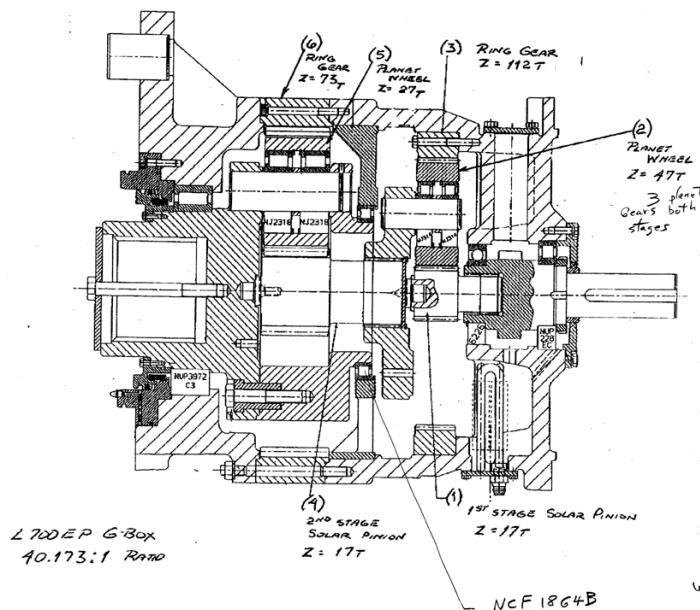 (6)
RING
GEAR
Z = 73T
(5)
PLANET
WHEEL
Z = 27T
(3)
RING GEAR
Z = 112T
(2)
PLANET
WHEEL
Z = 47T
3 planet
Gears both
stages
NJ2318
NJ2318
6226
NUP
228
EC
NUP3972
C3
(4)
2ND STAGE
SOLAR PINION
Z = 17T
(1)
1ST STAGE SOLAR PINION
Z = 17T
L700EP G-BOX
40.173:1 RATIO
NCF 1864B